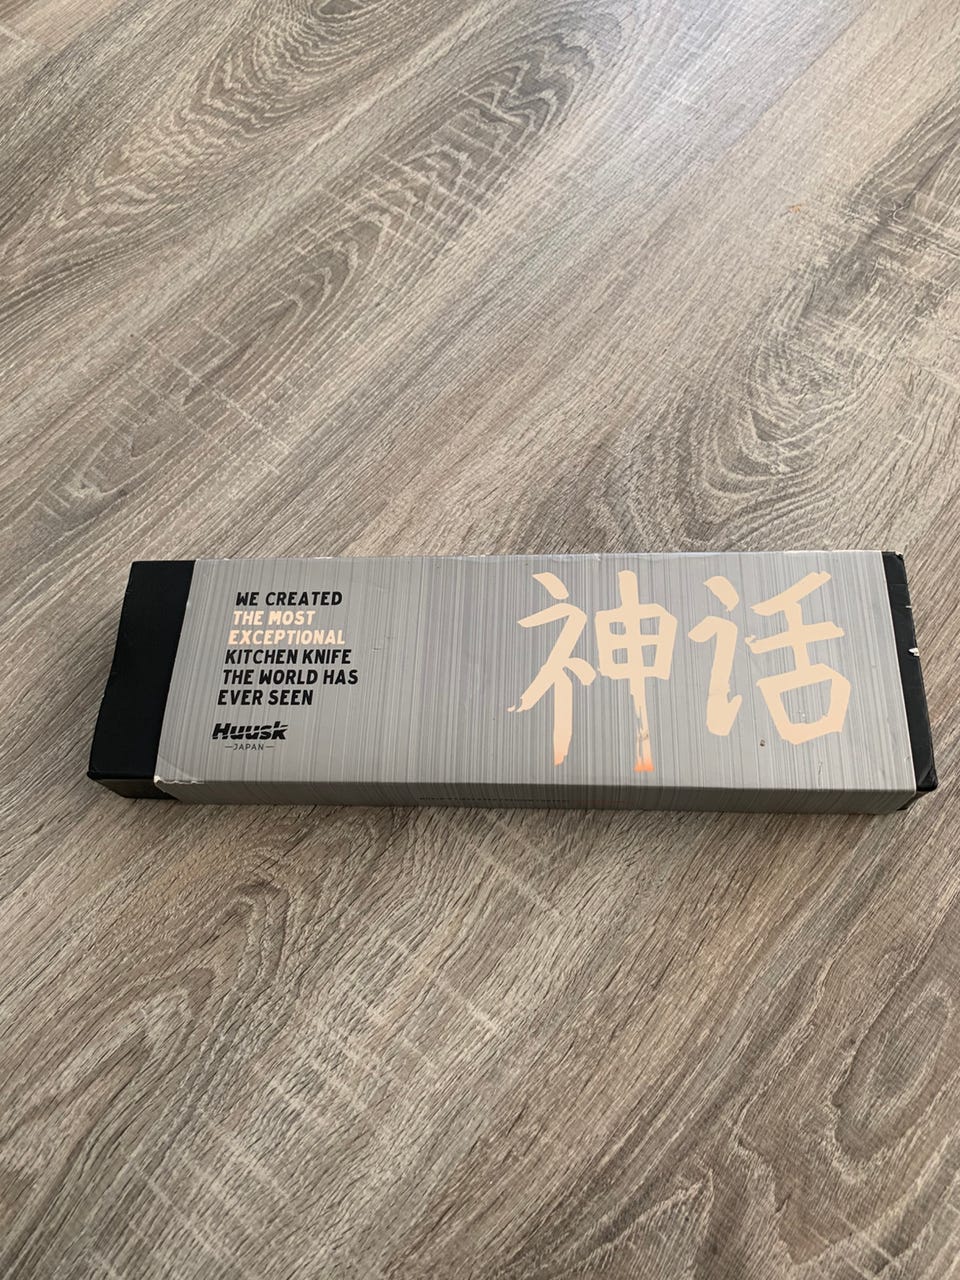 WE CREATED
THE MOST
EXCEPTIONAL
KITCHEN KNIFE
THE WORLD HAS
EVER SEEN
Huusk
JAPAN
神话